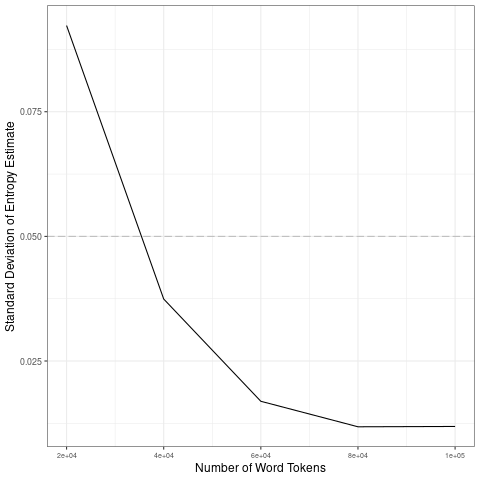 Standard Deviation of Entropy Estimate
0.075
0.050
0.025
2e+04 4e+04 6e+04 8e+04 1e+05
Number of Word Tokens